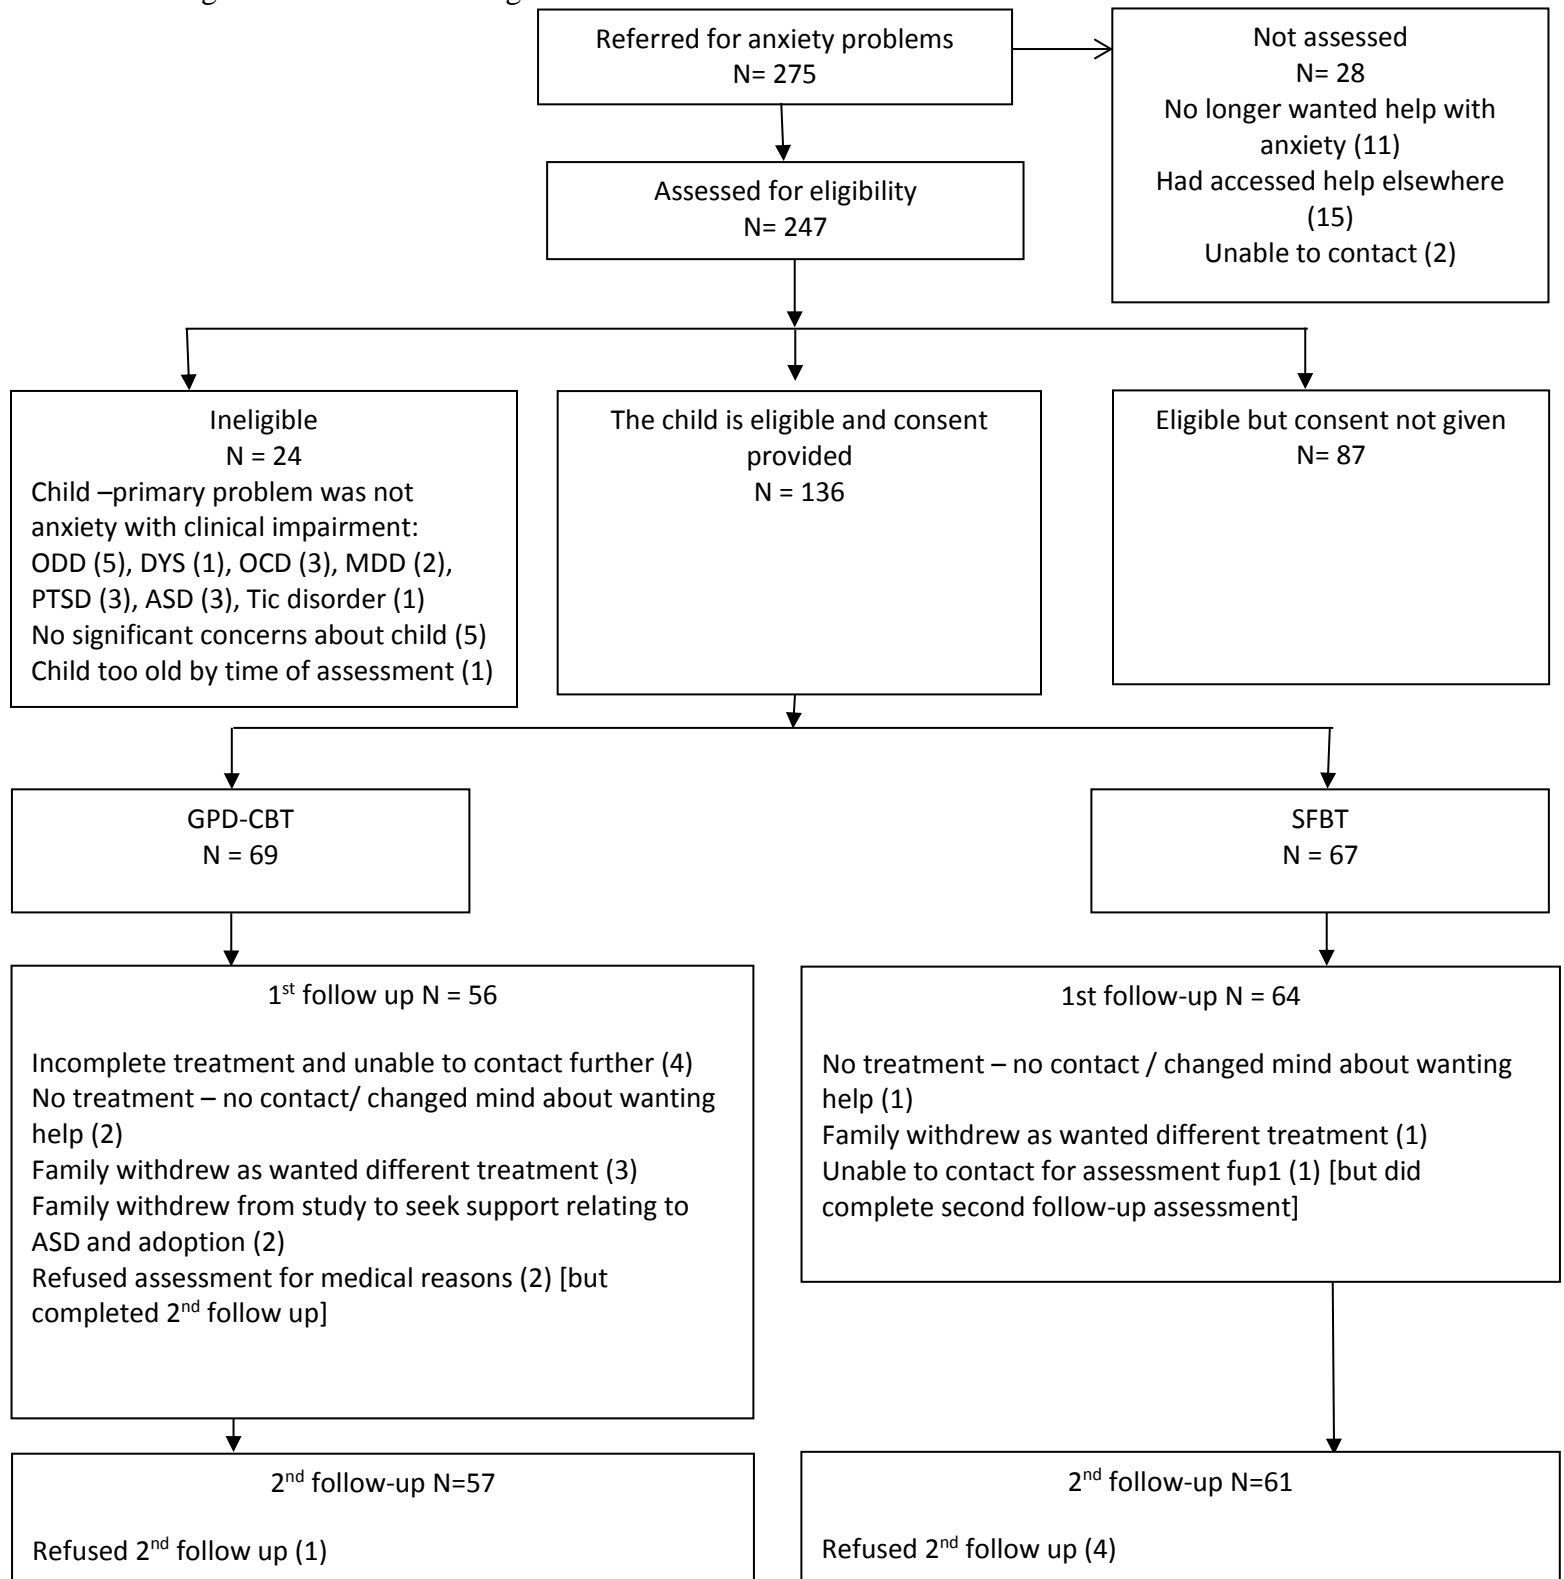 Referred for anxiety problems
N= 275
Not assessed
N= 28
No longer wanted help with
anxiety (11)
Had accessed help elsewhere
(15)
Unable to contact (2)
Assessed for eligibility
N= 247
Ineligible
N = 24
Child –primary problem was not
anxiety with clinical impairment:
ODD (5), DYS (1), OCD (3), MDD (2),
PTSD (3), ASD (3), Tic disorder (1)
No significant concerns about child (5)
Child too old by time of assessment (1)
The child is eligible and consent
provided
N = 136
Eligible but consent not given
N= 87
GPD-CBT
N = 69
SFBT
N = 67
1st follow up N = 56
Incomplete treatment and unable to contact further (4)
No treatment – no contact/ changed mind about wanting
help (2)
Family withdrew as wanted different treatment (3)
Family withdrew from study to seek support relating to
ASD and adoption (2)
Refused assessment for medical reasons (2) [but
completed 2nd follow up]
1st follow-up N = 64
No treatment – no contact / changed mind about wanting
help (1)
Family withdrew as wanted different treatment (1)
Unable to contact for assessment fup1 (1) [but did
complete second follow-up assessment]
2nd follow-up N=57
Refused 2nd follow up (1)
2nd follow-up N=61
Refused 2nd follow up (4)